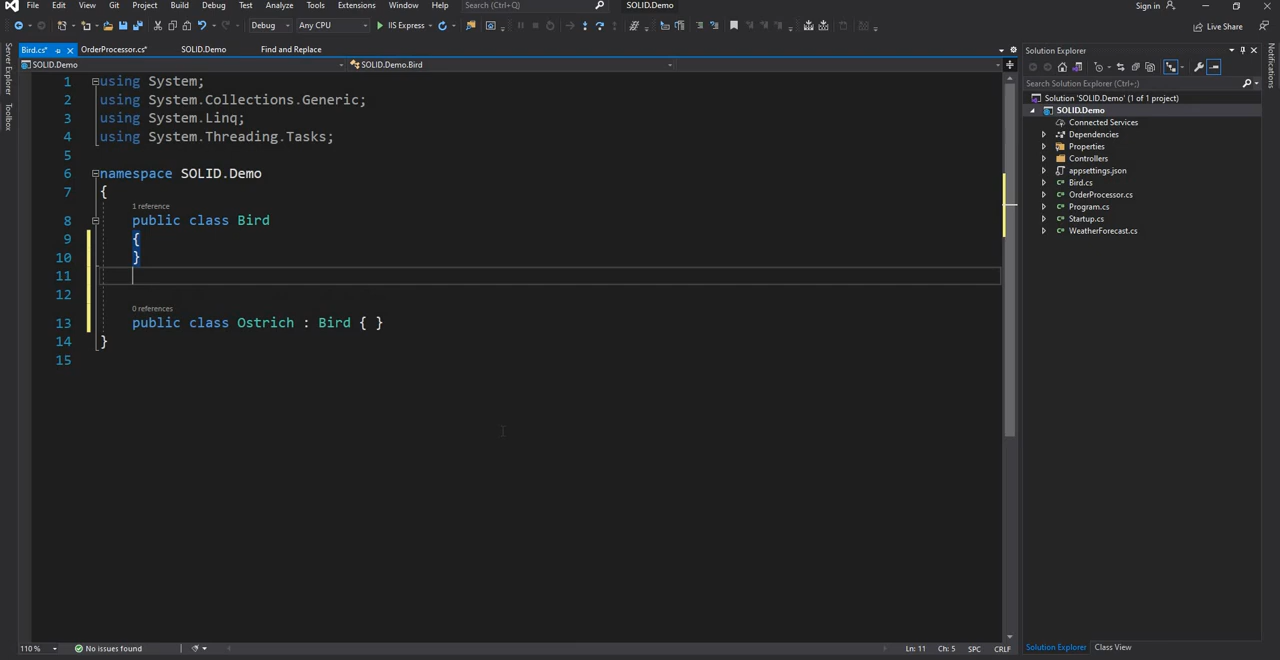 File Edit View Git Project Build Debug Test Analyze Tools Extensions Window Help Search (Ctrl+Q) SOLID.Demo Sign in
Debug Any CPU IIS Express Live Share
Bird.cs* OrderProcessor.cs* SOLID.Demo Find and Replace
SOLID.Demo SOLID.Demo.Bird
Server Explorer
Toolbox
1 using System;
2 using System.Collections.Generic;
3 using System.Linq;
4 using System.Threading.Tasks;
5
6 namespace SOLID.Demo
7 {
1 reference
8 public class Bird
9 {
10 }
11
12
0 references
13 public class Ostrich : Bird { }
14 }
15
110 % No issues found Ln: 11 Ch: 5 SPC CRLF
Solution Explorer
Search Solution Explorer (Ctrl+;)
Solution 'SOLID.Demo' (1 of 1 project)
SOLID.Demo
Connected Services
Dependencies
Properties
Controllers
appsettings.json
Bird.cs
OrderProcessor.cs
Program.cs
Startup.cs
WeatherForecast.cs
Solution Explorer Class View
Notifications